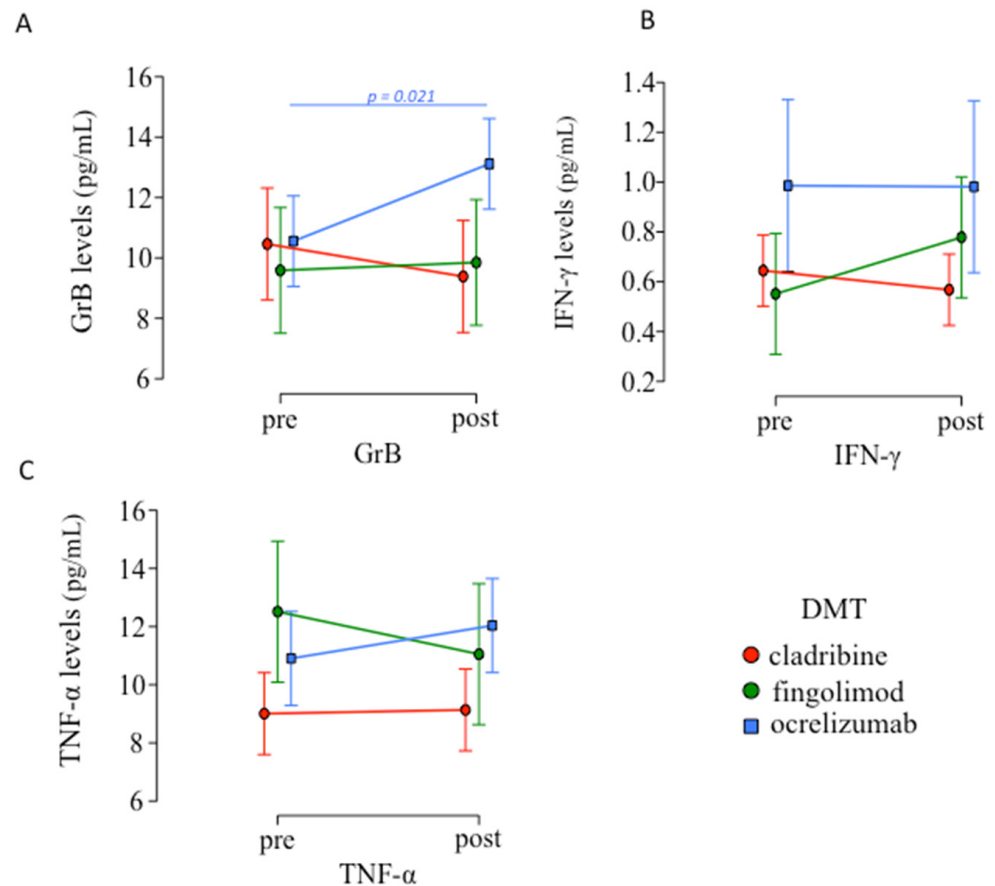 A
GrB levels (pg/mL)
16
14
12
10
8
6
p = 0.021
pre
post
GrB
B
IFN-γ levels (pg/mL)
1.4
1.2
1.0
0.8
0.6
0.4
0.2
pre
post
IFN-γ
C
TNF-α levels (pg/mL)
16
14
12
10
8
6
pre
post
TNF-α
DMT
cladribine
fingolimod
ocrelizumab